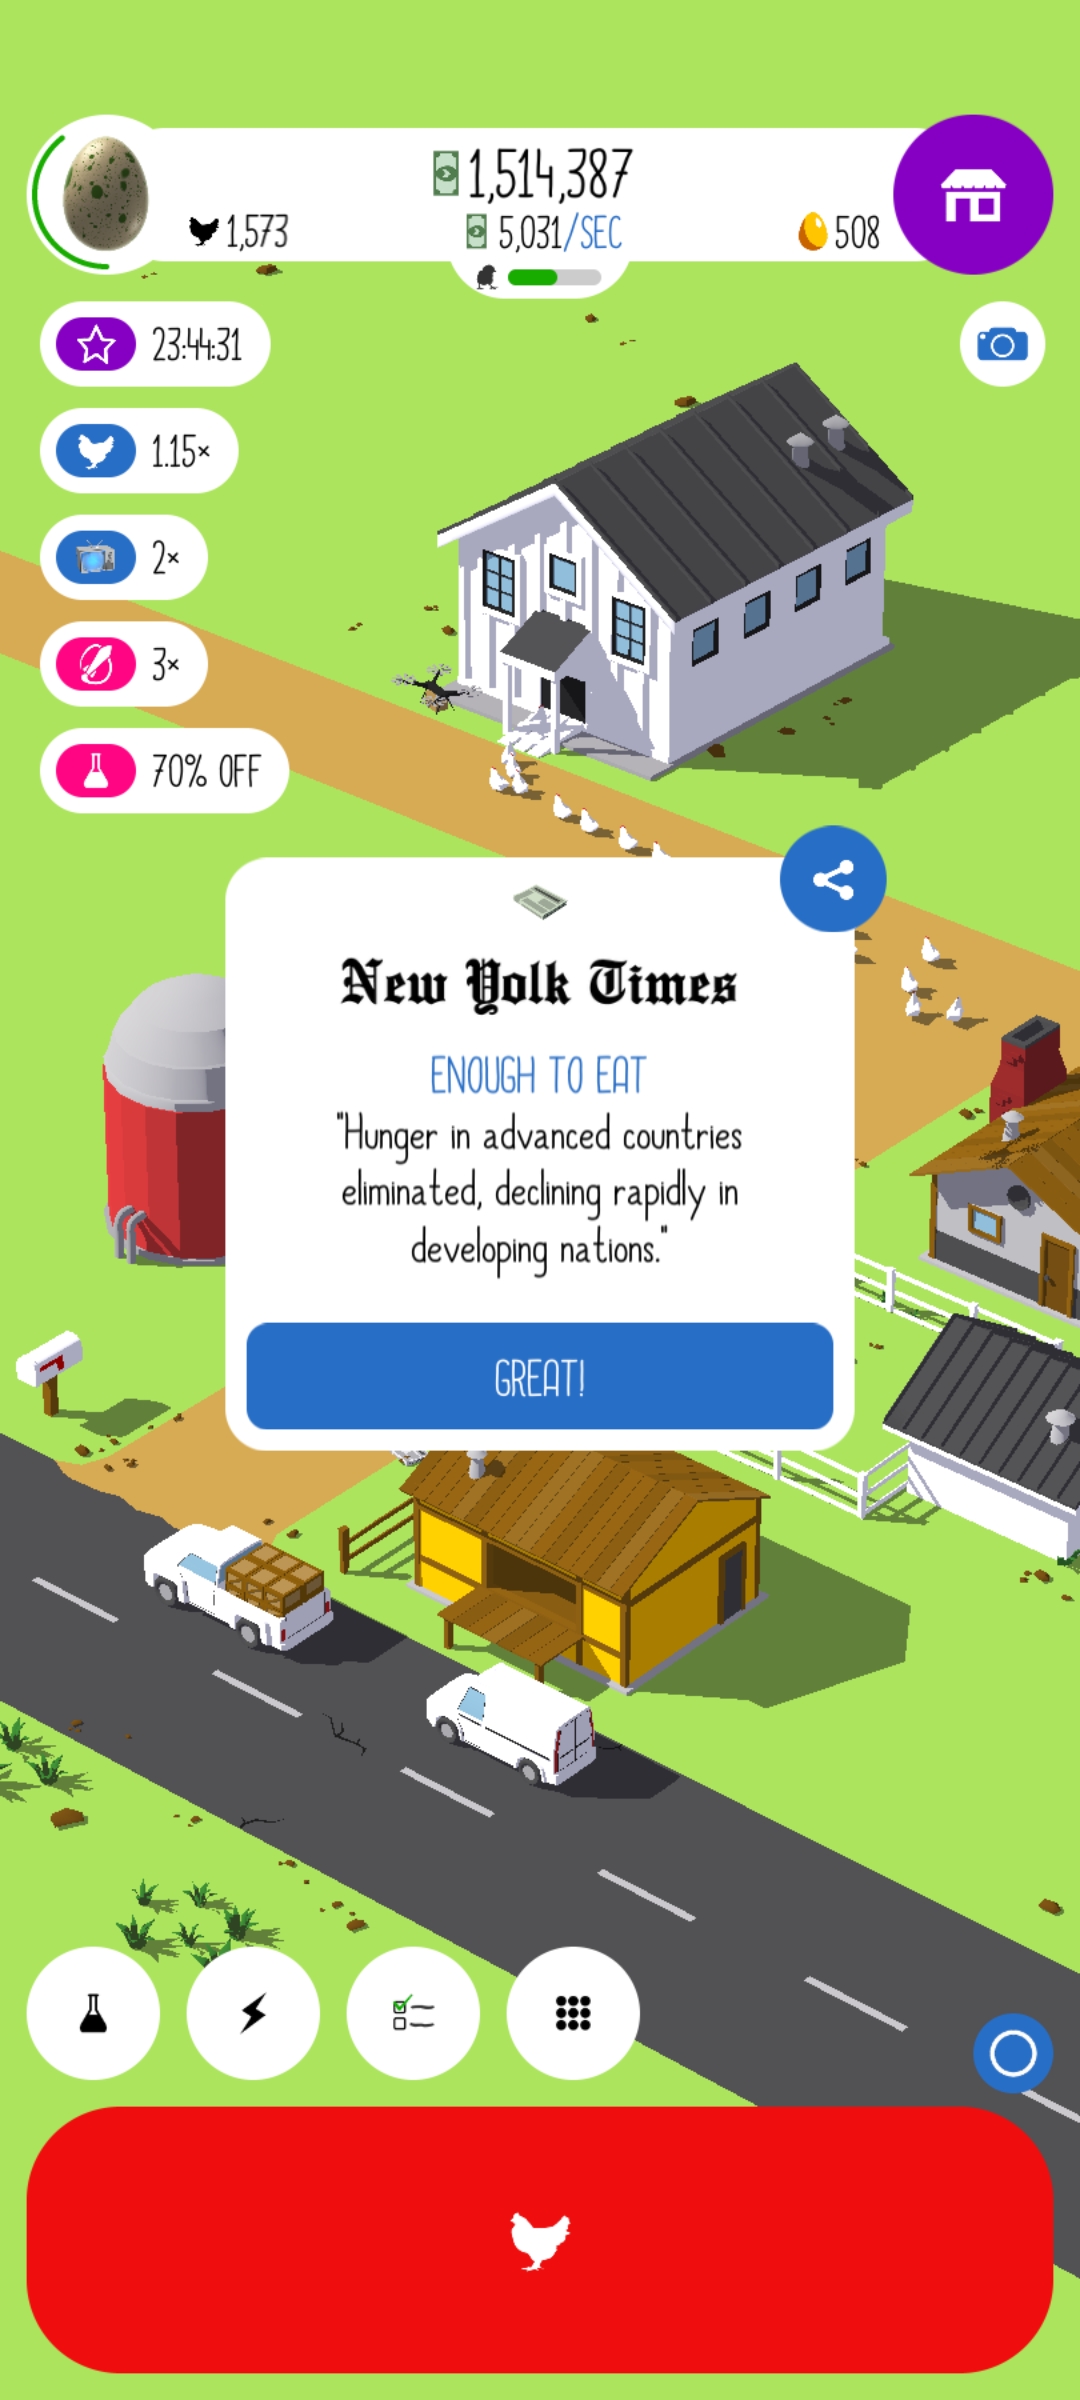 1,514,387
1,573
5,031/SEC
508
23:44:31
1.15×
2×
3×
70% OFF
New Yolk Times
ENOUGH TO EAT
"Hunger in advanced countries
eliminated, declining rapidly in
developing nations."
GREAT!